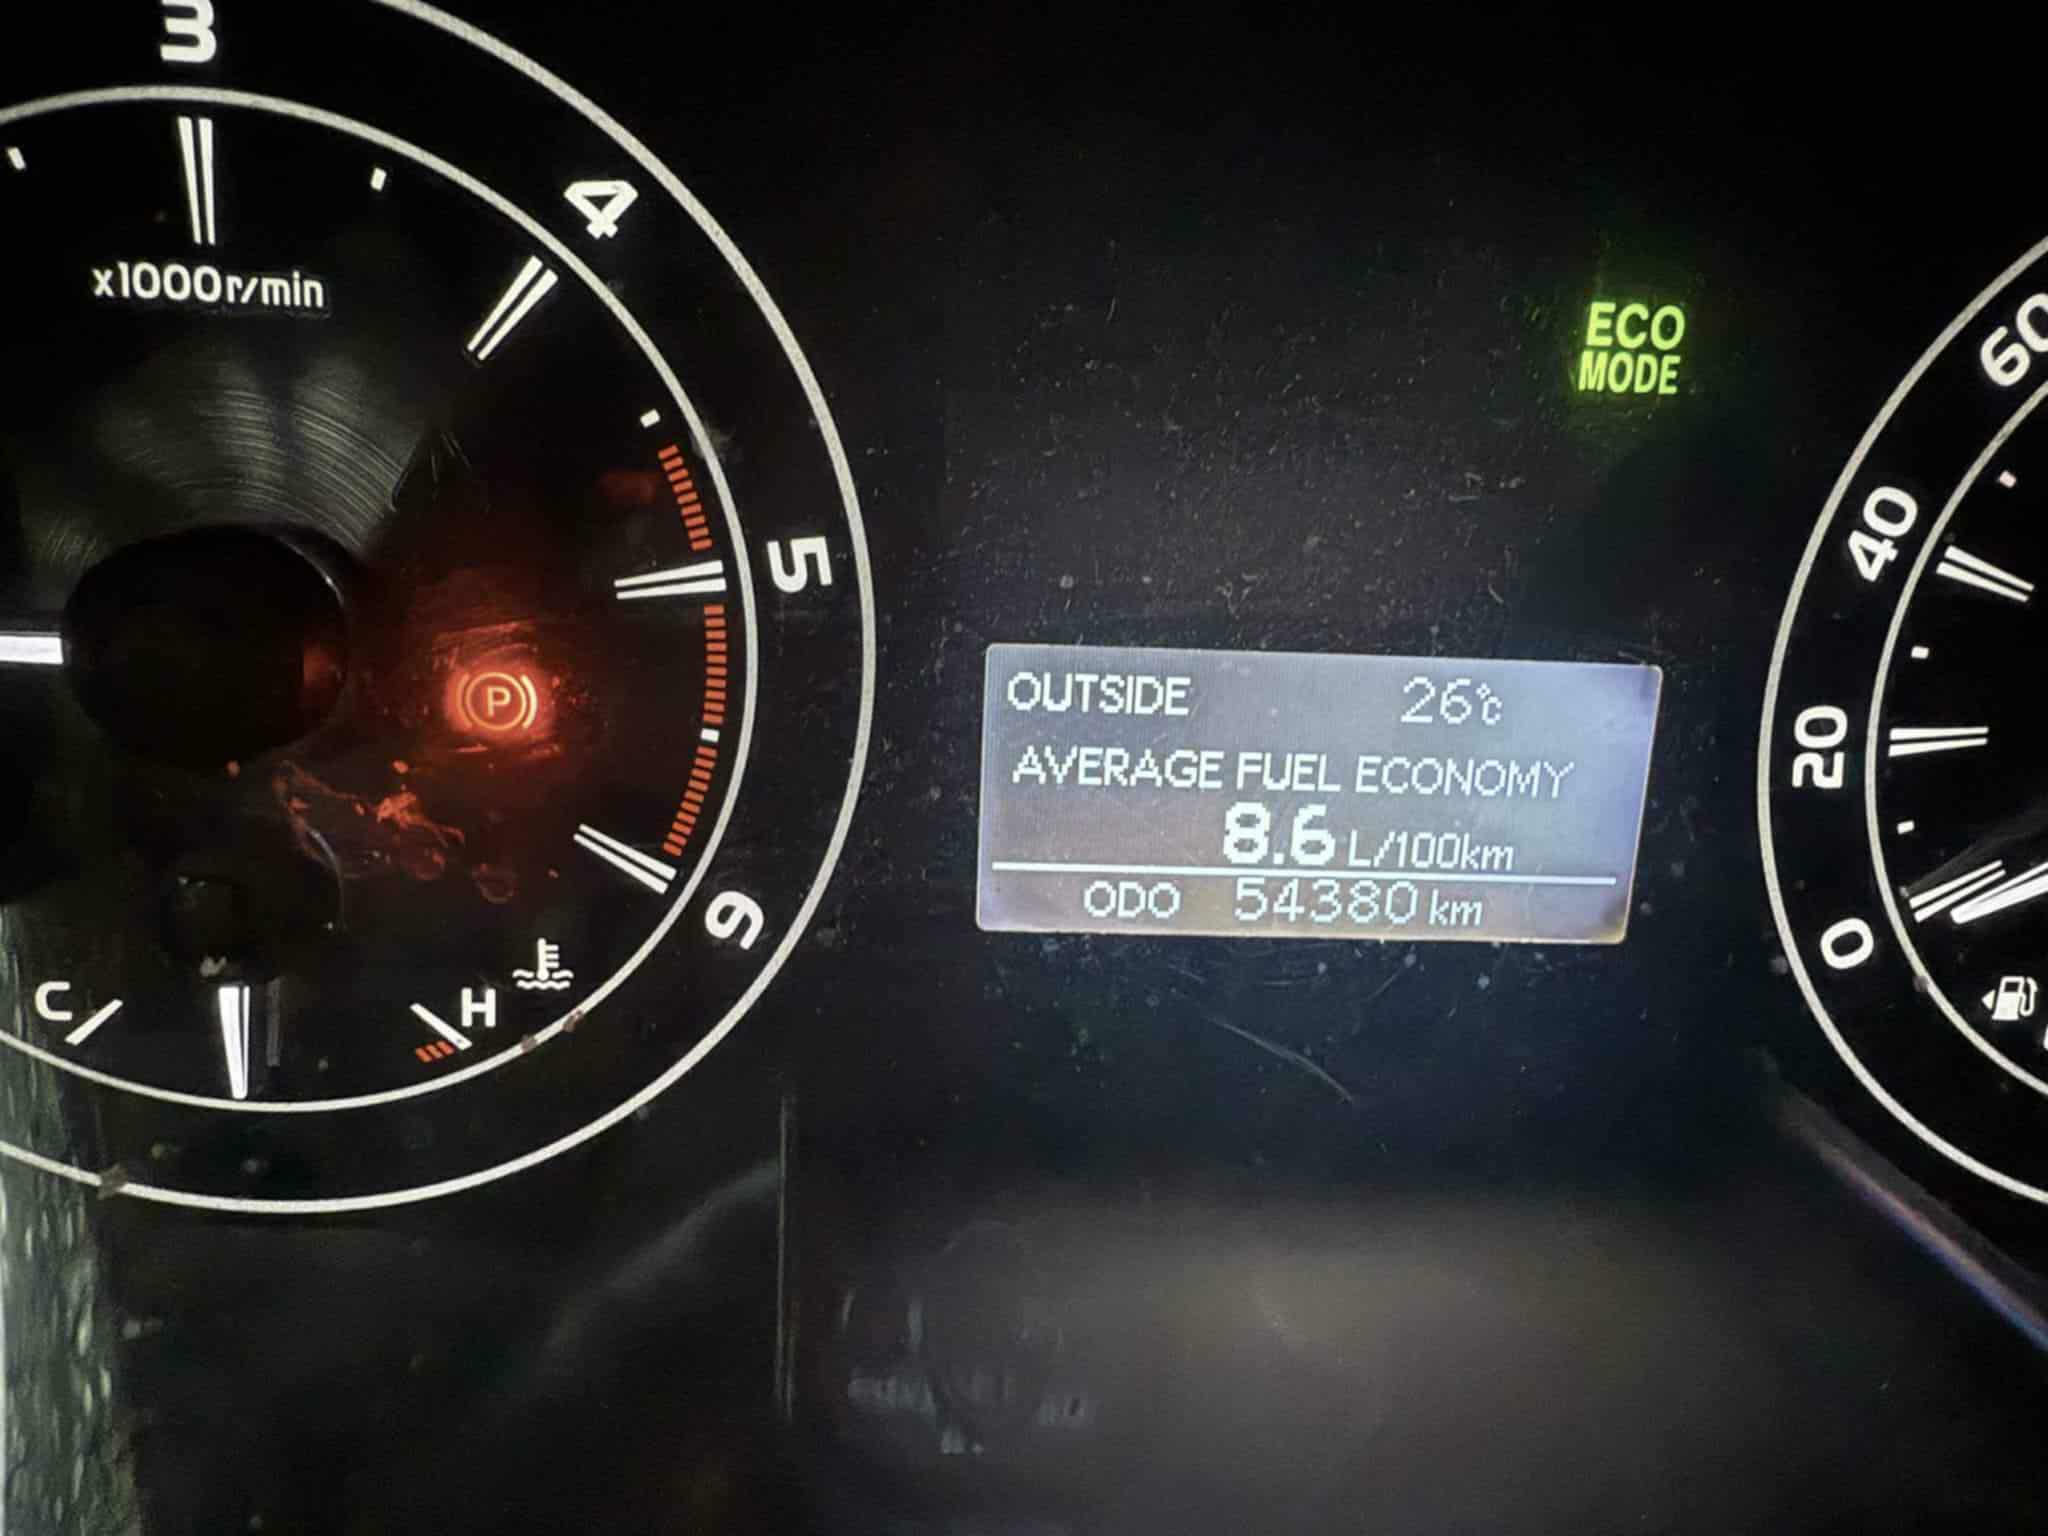 3
4
x1000r/min
5
6
P
C
H
ECO
MODE
OUTSIDE 26℃
AVERAGE FUEL ECONOMY
8.6 L/100km
ODO 54380 km
60
40
20
0